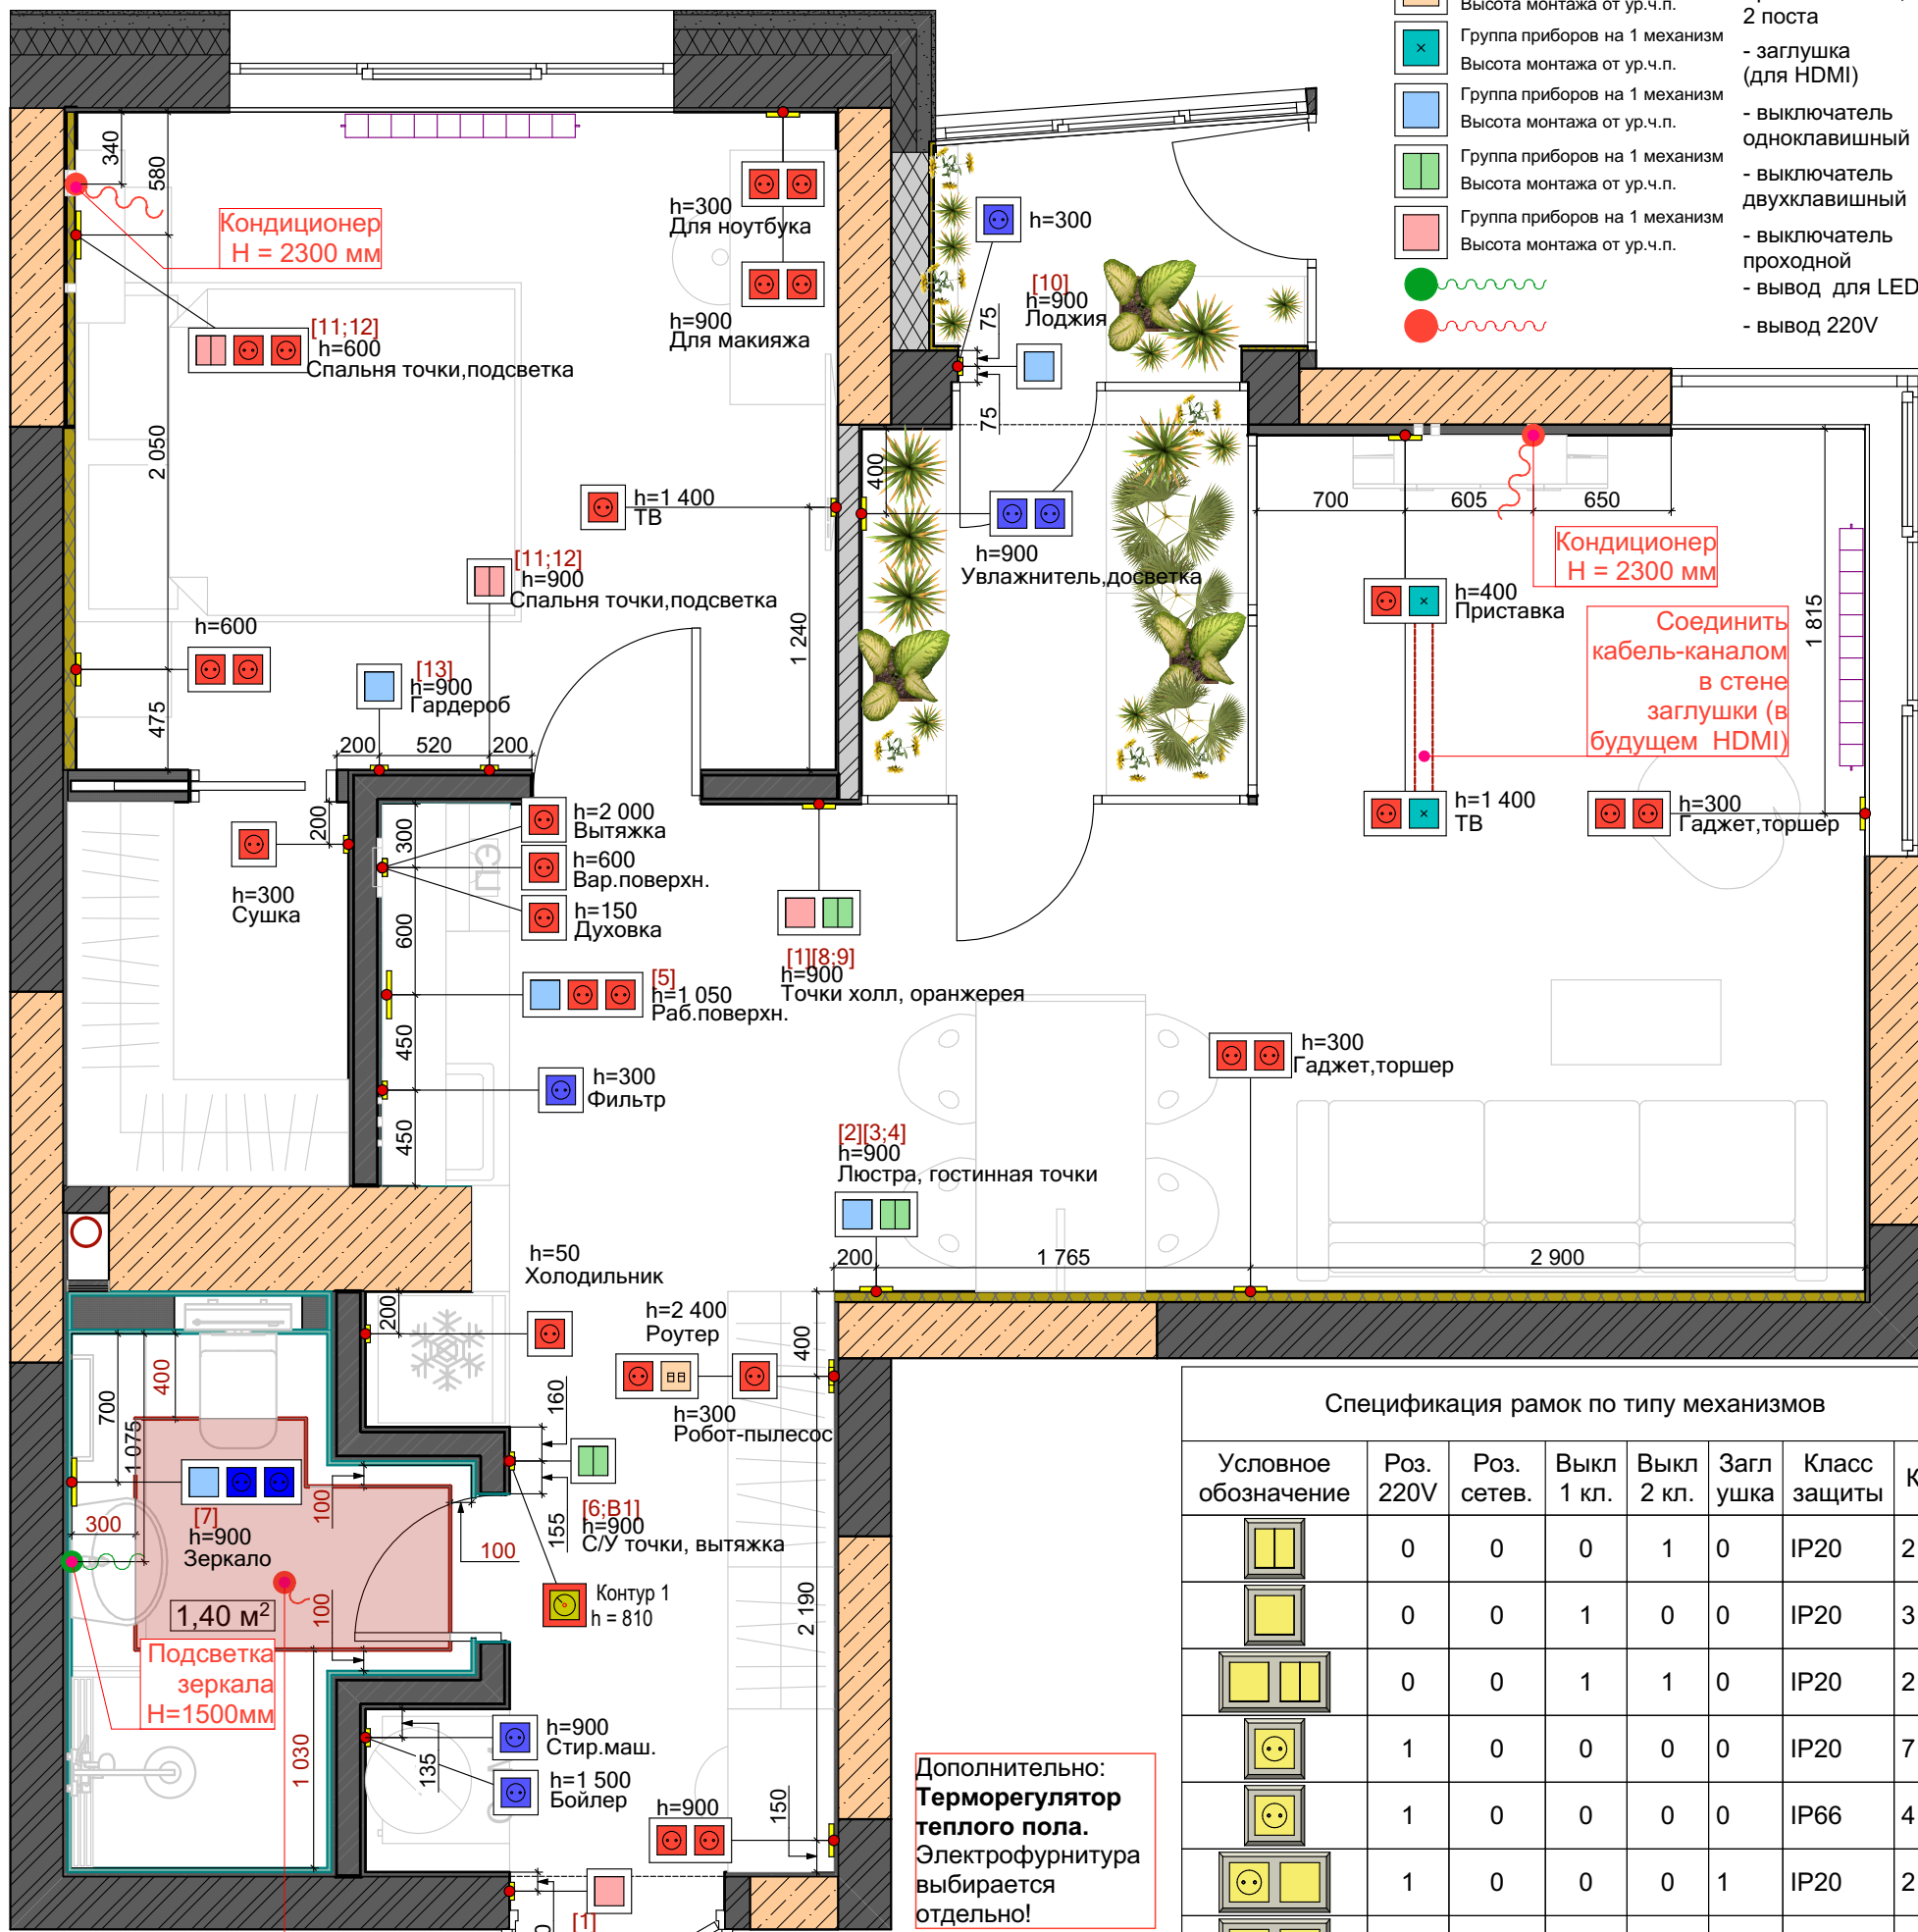 Высота монтажа от ур.ч.п.
2 поста
Группа приборов на 1 механизм
Высота монтажа от ур.ч.п.
- заглушка
(для HDMI)
Группа приборов на 1 механизм
Высота монтажа от ур.ч.п.
- выключатель
одноклавишный
Группа приборов на 1 механизм
Высота монтажа от ур.ч.п.
- выключатель
двухклавишный
Группа приборов на 1 механизм
Высота монтажа от ур.ч.п.
- выключатель
проходной
- вывод для LED
- вывод 220V
340
580
Кондиционер
H = 2300 мм
h=300
Для ноутбука
h=900
Для макияжа
h=300
[10]
h=900
Лоджия
75
75
[11;12]
h=600
Спальня точки,подсветка
2 050
h=1 400
ТВ
400
h=900
Увлажнитель,досветка
700
605
650
Кондиционер
H = 2300 мм
[11;12]
h=900
Спальня точки,подсветка
h=400
Приставка
1 815
Соединить
кабель-каналом
в стене
заглушки (в
будущем HDMI)
h=600
1 240
[13]
h=900
Гардероб
475
200
520
200
h=1 400
ТВ
h=300
Гаджет,торшер
200
h=300
Сушка
300
h=2 000
Вытяжка
h=600
Вар.поверхн.
h=150
Духовка
600
[1][8;9]
h=900
Точки холл, оранжерея
[5]
h=1 050
Раб.поверхн.
450
h=300
Фильтр
450
h=300
Гаджет,торшер
[2][3;4]
h=900
Люстра, гостинная точки
200
1 765
2 900
h=50
Холодильник
200
h=2 400
Роутер
400
h=300
Робот-пылесос
700
400
1 075
160
155
[7]
h=900
Зеркало
300
100
100
100
[6;В1]
h=900
С/У точки, вытяжка
Контур 1
h = 810
1,40 м²
Подсветка
зеркала
H=1500мм
2 190
1 030
135
h=900
Стир.маш.
h=1 500
Бойлер
h=900
150
[1]
Дополнительно:
Терморегулятор
теплого пола.
Электрофурнитура
выбирается
отдельно!
Спецификация рамок по типу механизмов
Условное обозначение Роз. 220V Роз. сетев. Выкл 1 кл. Выкл 2 кл. Загл ушка Класс защиты К
0 0 0 1 0 IP20 2
0 0 1 0 0 IP20 3
0 0 1 1 0 IP20 2
1 0 0 0 0 IP20 7
1 0 0 0 0 IP66 4
1 0 0 0 1 IP20 2